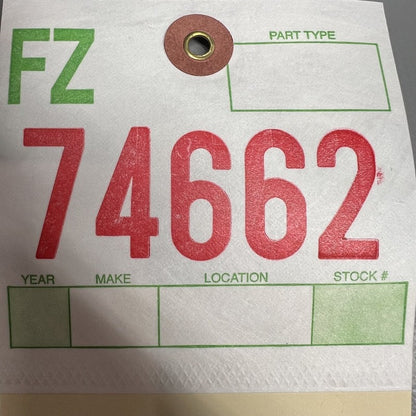 FZ
PART TYPE
74662
YEAR MAKE LOCATION STOCK #